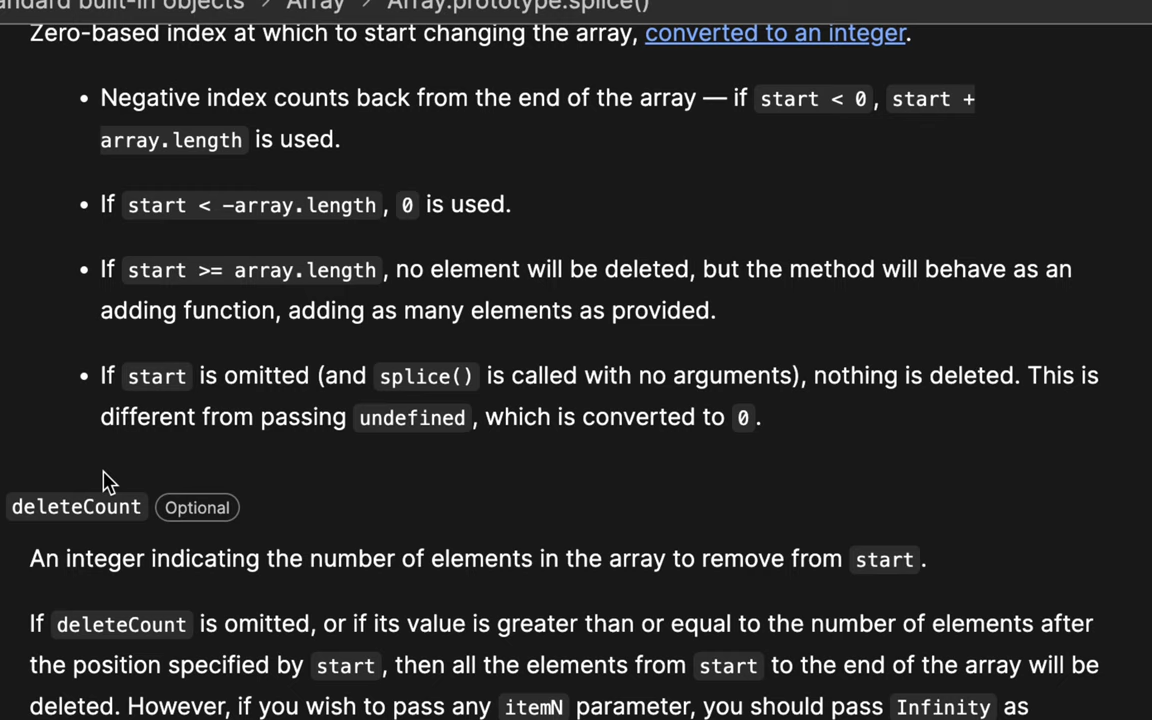 andard built-in objects > Array > Array.prototype.splice()
Zero-based index at which to start changing the array, converted to an integer.
• Negative index counts back from the end of the array — if start < 0, start +
array.length is used.
• If start < -array.length, 0 is used.
• If start >= array.length, no element will be deleted, but the method will behave as an
adding function, adding as many elements as provided.
• If start is omitted (and splice() is called with no arguments), nothing is deleted. This is
different from passing undefined, which is converted to 0.
deleteCount Optional
An integer indicating the number of elements in the array to remove from start.
If deleteCount is omitted, or if its value is greater than or equal to the number of elements after
the position specified by start, then all the elements from start to the end of the array will be
deleted. However, if you wish to pass any itemN parameter, you should pass Infinity as